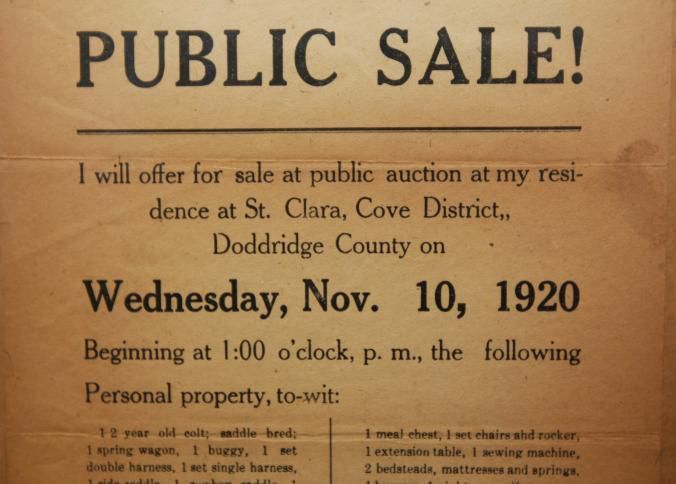 PUBLIC SALE!
I will offer for sale at public auction at my resi-
dence at St. Clara, Cove District,,
Doddridge County on
Wednesday, Nov. 10, 1920
Beginning at 1:00 o'clock, p. m., the following
Personal property, to-wit:
1 2 year old colt; saddle bred;
1 spring wagon, 1 buggy, 1 set
double harness, 1 set single harness,
1 meal chest, 1 set chairs ahd rocker,
1 extension table, 1 sewing machine,
2 bedsteads, mattresses and springs,